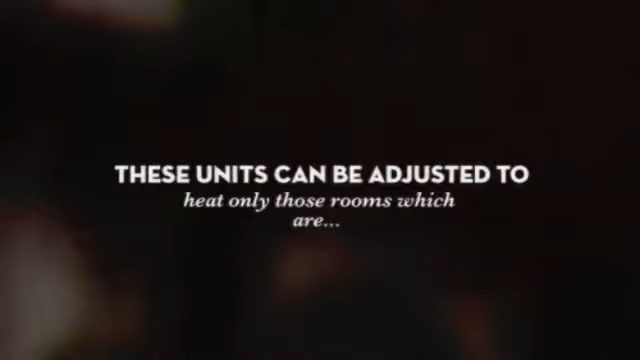 THESE UNITS CAN BE ADJUSTED TO
heat only those rooms which
are...